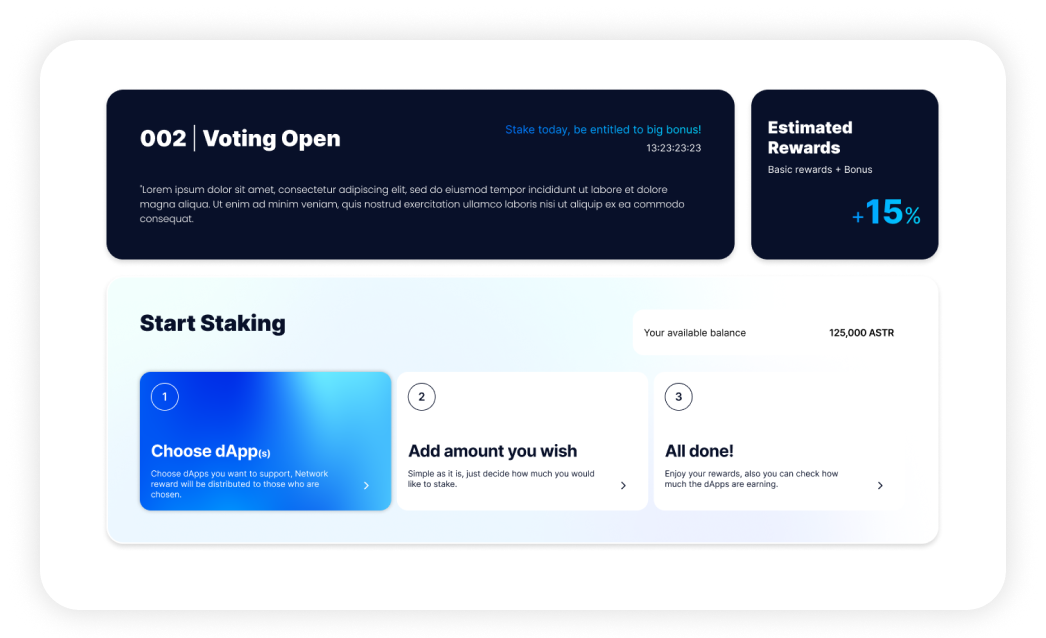 002 | Voting Open
Stake today, be entitled to big bonus!
13:23:23:23
"Lorem ipsum dolor sit amet, consectetur adipiscing elit, sed do eiusmod tempor incididunt ut labore et dolore
magna aliqua. Ut enim ad minim veniam, quis nostrud exercitation ullamco laboris nisi ut aliquip ex ea commodo
consequat.
Estimated
Rewards
Basic rewards + Bonus
+15%
Start Staking
Your available balance 125,000 ASTR
1
Choose dApp(s)
Choose dApps you want to support, Network
reward will be distributed to those who are
chosen.
2
Add amount you wish
Simple as it is, just decide how much you would
like to stake.
3
All done!
Enjoy your rewards, also you can check how
much the dApps are earning.